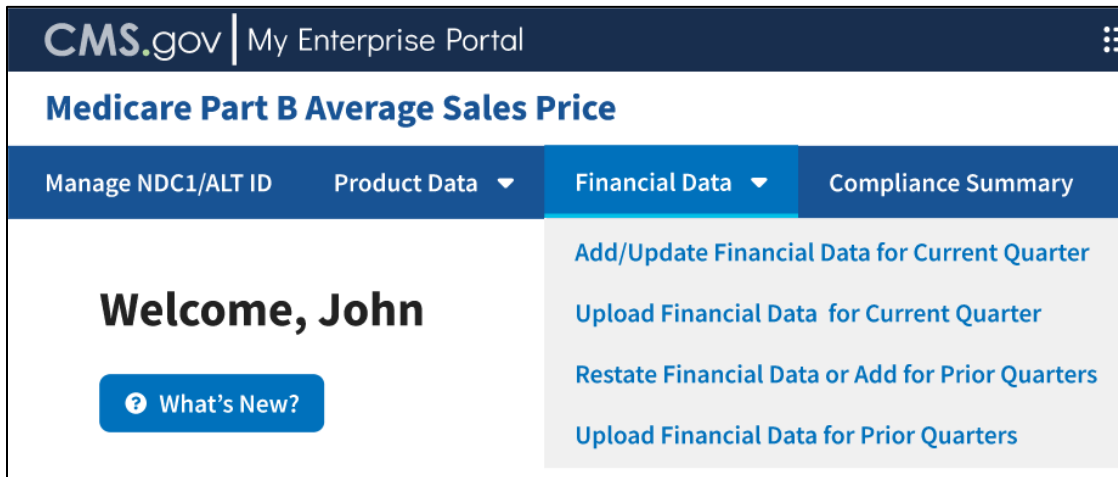 CMS.gov My Enterprise Portal
Medicare Part B Average Sales Price
Manage NDC1/ALT ID Product Data Financial Data Compliance Summary
Add/Update Financial Data for Current Quarter
Upload Financial Data for Current Quarter
Restate Financial Data or Add for Prior Quarters
Upload Financial Data for Prior Quarters
Welcome, John
What's New?